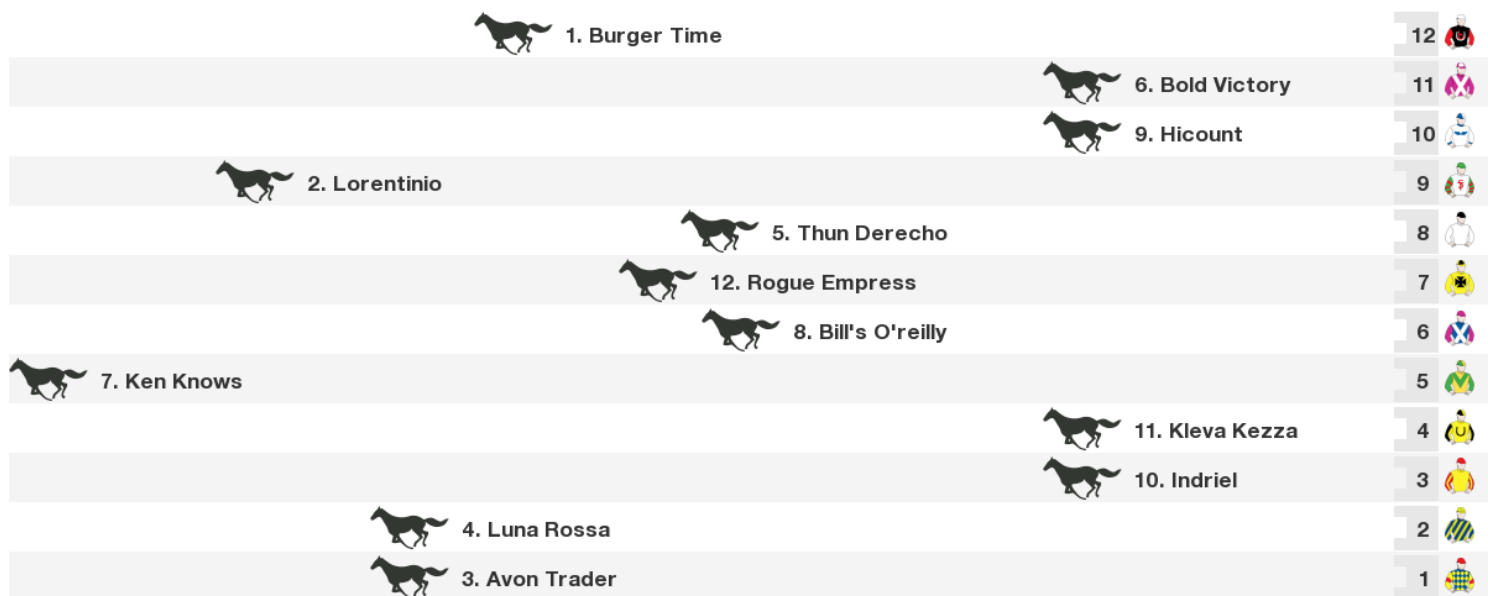 1. Burger Time 12
6. Bold Victory 11
9. Hicount 10
2. Lorentinio 9
5. Thun Derecho 8
12. Rogue Empress 7
8. Bill's O'reilly 6
7. Ken Knows 5
11. Kleva Kezza 4
10. Indriel 3
4. Luna Rossa 2
3. Avon Trader 1